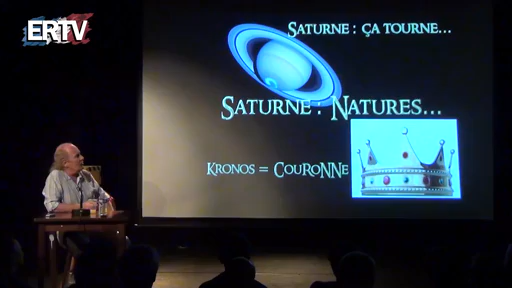 ERTV
SATURNE : ÇA TOURNE...
SATURNE : NATURES...
KRONOS = COURONNE